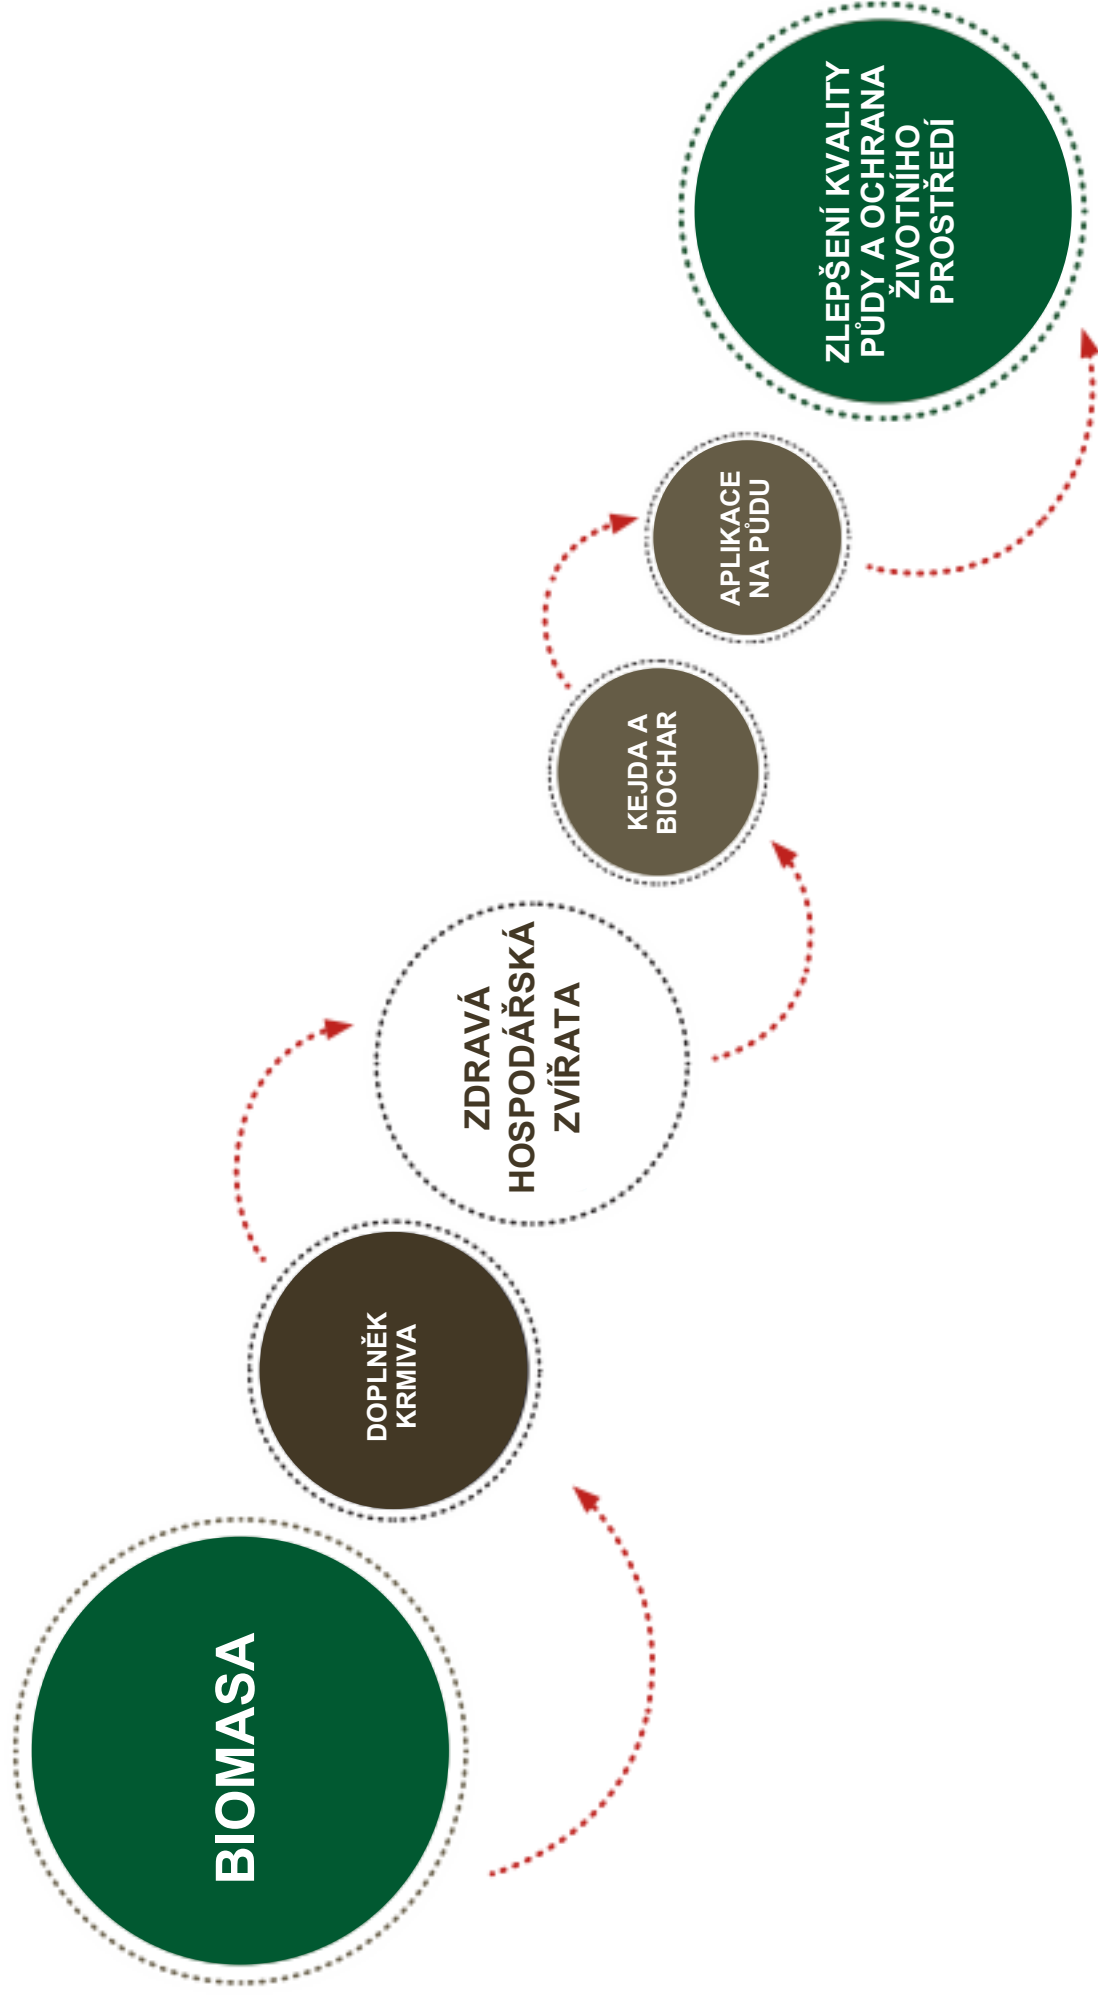 BIOMASA
DOPLNĚK
KRMIVA
ZDRAVÁ
HOSPODÁŘSKÁ
ZVÍŘATA
KEJDA A
BIOCHAR
APLIKACE
NA PŮDU
ZLEPŠENÍ KVALITY
PŮDY A OCHRANA
ŽIVOTNÍHO
PROSTŘEDÍ